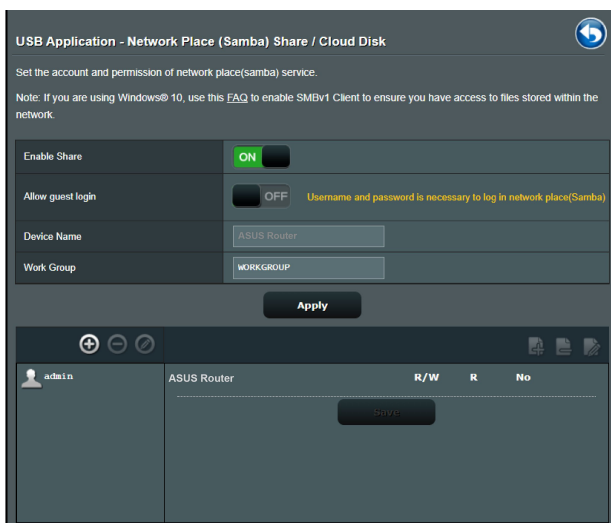 USB Application - Network Place (Samba) Share / Cloud Disk
Set the account and permission of network place(samba) service.
Note: If you are using Windows® 10, use this FAQ to enable SMBv1 Client to ensure you have access to files stored within the
network.
Enable Share ON
Allow guest login OFF Username and password is necessary to log in network place(Samba)
Device Name ASUS Router
Work Group WORKGROUP
Apply
admin ASUS Router R/W R No
Save